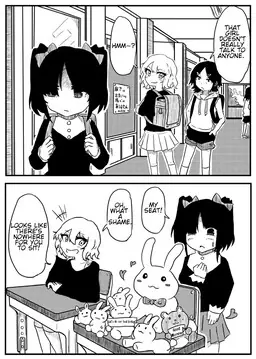 THAT
GIRL
DOESN'T
REALLY
TALK TO
ANYONE.
HMM~?
MY
SEAT!
OH,
WHAT
A
SHAME.
LOOKS LIKE
THERE'S
NOWHERE
FOR YOU
TO SIT!